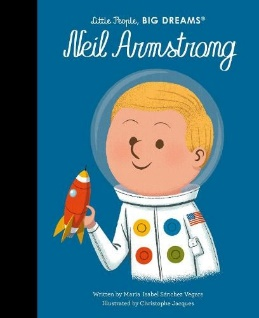 Little People, BIG DREAMS®
Neil Armstrong
Written by Maria Isabel Sánchez Vegara
Illustrated by Christophe Jacques